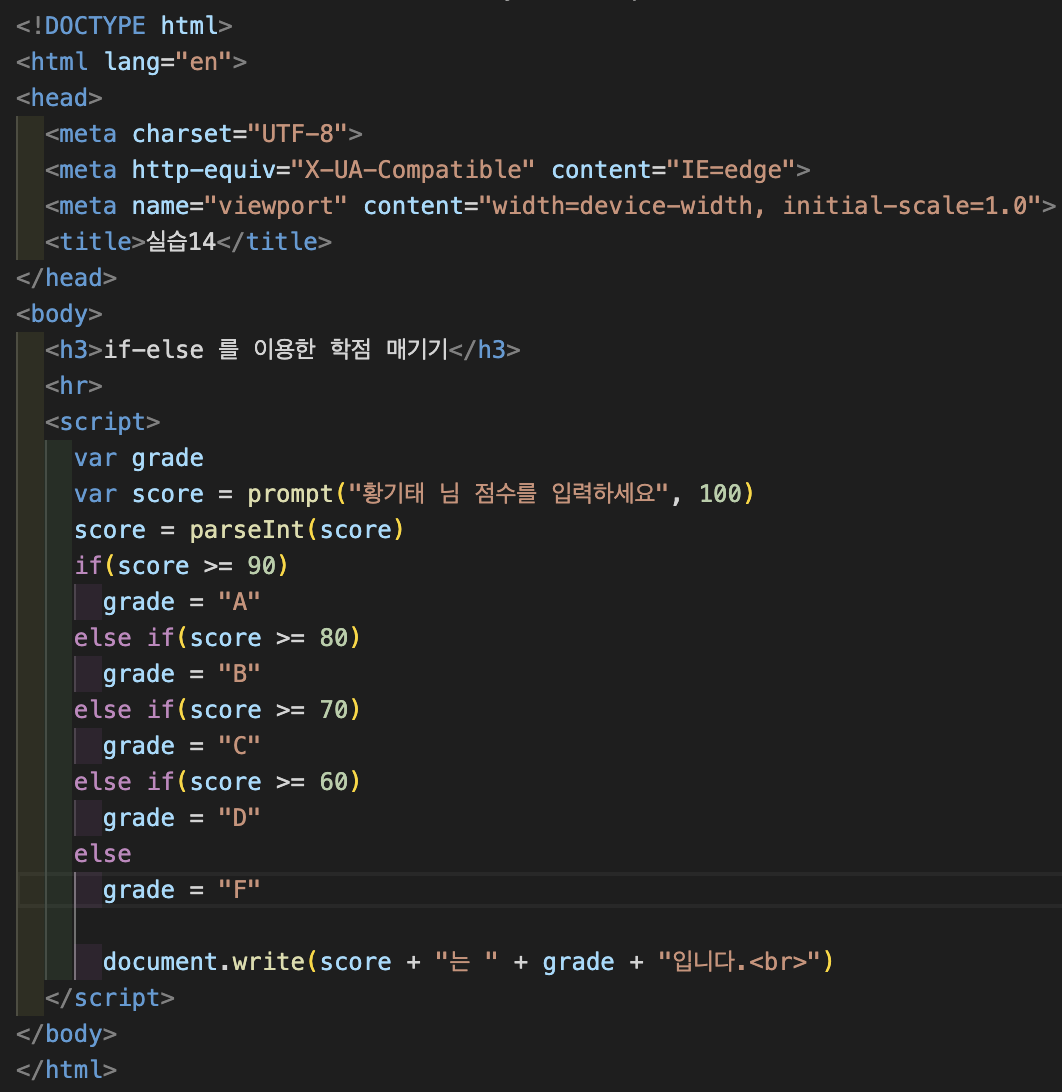 <!DOCTYPE html>
<html lang="en">
<head>
<meta charset="UTF-8">
<meta http-equiv="X-UA-Compatible" content="IE=edge">
<meta name="viewport" content="width=device-width, initial-scale=1.0">
<title>실습14</title>
</head>
<body>
<h3>if-else 를 이용한 학점 매기기</h3>
<hr>
<script>
var grade
var score = prompt("황기태 님 점수를 입력하세요", 100)
score = parseInt(score)
if(score >= 90)
grade = "A"
else if(score >= 80)
grade = "B"
else if(score >= 70)
grade = "C"
else if(score >= 60)
grade = "D"
else
grade = "F"
document.write(score + "는 " + grade + "입니다.<br>")
</script>
</body>
</html>